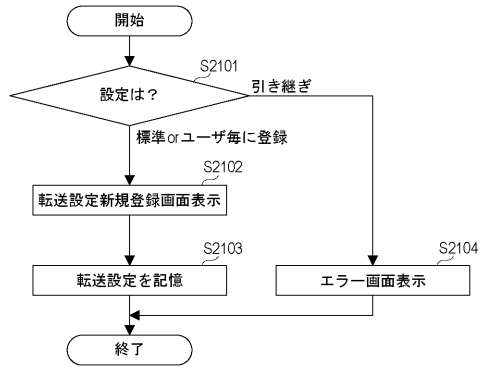 開始
S2101
設定は？
引き継ぎ
標準orユーザ毎に登録
S2102
転送設定新規登録画面表示
S2103
転送設定を記憶
S2104
エラー画面表示
終了